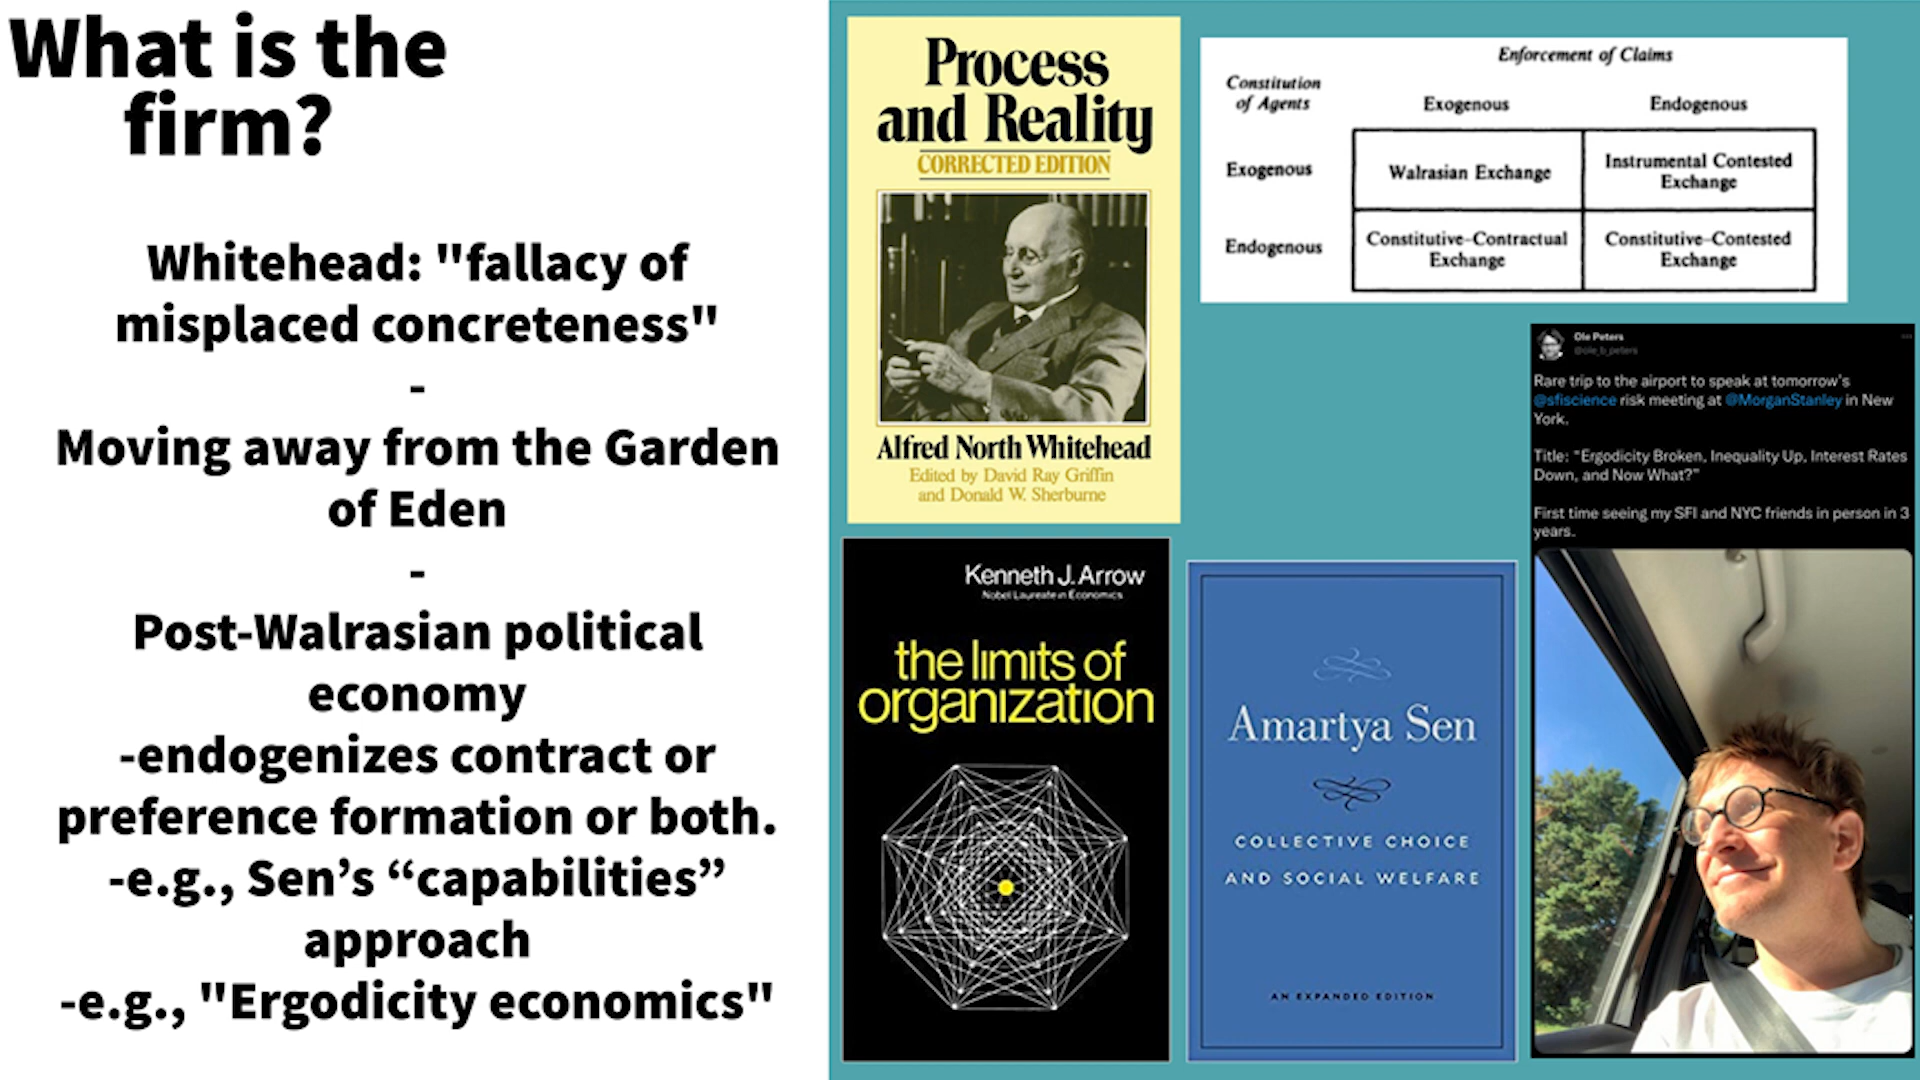 What is the
firm?
Whitehead: "fallacy of
misplaced concreteness"
-
Moving away from the Garden
of Eden
-
Post-Walrasian political
economy
-endogenizes contract or
preference formation or both.
-e.g., Sen’s “capabilities”
approach
-e.g., "Ergodicity economics"
Process
and Reality
CORRECTED EDITION
Alfred North Whitehead
Edited by David Ray Griffin
and Donald W. Sherburne
Enforcement of Claims
Constitution
of Agents
Exogenous
Endogenous
Exogenous
Walrasian Exchange
Instrumental Contested
Exchange
Endogenous
Constitutive–Contractual
Exchange
Constitutive–Contested
Exchange
Kenneth J. Arrow
Nobel Laureate in Economics
the limits of
organization
Amartya Sen
COLLECTIVE CHOICE
AND SOCIAL WELFARE
AN EXPANDED EDITION
Ole Peters
@ole_b_peters
Rare trip to the airport to speak at tomorrow's
@sfiscience risk meeting at @MorganStanley in New
York.
Title: "Ergodicity Broken, Inequality Up, Interest Rates
Down, and Now What?"
First time seeing my SFI and NYC friends in person in 3
years.